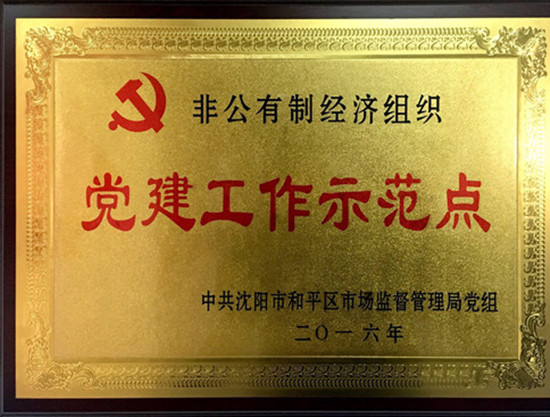 非公有制经济组织
党建工作示范点
中共沈阳市和平区市场监督管理局党组
二〇一六年